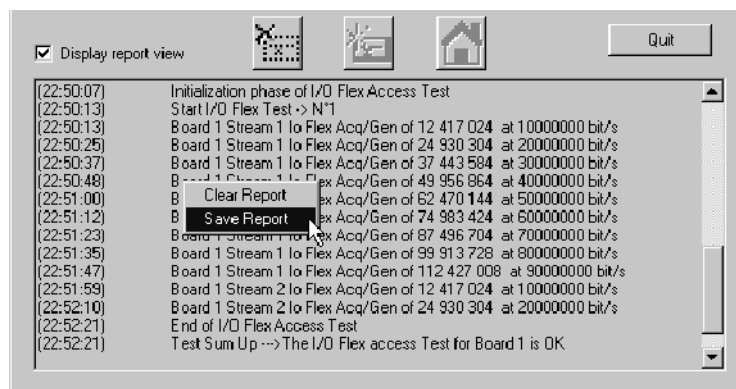 Display report view
Quit
(22:50:07) Initialization phase of I/O Flex Access Test
(22:50:13) Start I/O Flex Test -> N°1
(22:50:13) Board 1 Stream 1 Io Flex Acq/Gen of 12 417 024 at 10000000 bit/s
(22:50:25) Board 1 Stream 1 Io Flex Acq/Gen of 24 930 304 at 20000000 bit/s
(22:50:37) Board 1 Stream 1 Io Flex Acq/Gen of 37 443 584 at 30000000 bit/s
(22:50:48) Flex Acq/Gen of 49 956 864 at 40000000 bit/s
Clear Report
(22:51:00) Flex Acq/Gen of 62 470 144 at 50000000 bit/s
Save Report
(22:51:12) Flex Acq/Gen of 74 983 424 at 60000000 bit/s
(22:51:23) Board 1 Stream 1 Io Flex Acq/Gen of 87 496 704 at 70000000 bit/s
(22:51:35) Board 1 Stream 1 Io Flex Acq/Gen of 99 913 728 at 80000000 bit/s
(22:51:47) Board 1 Stream 1 Io Flex Acq/Gen of 112 427 008 at 90000000 bit/s
(22:51:59) Board 1 Stream 2 Io Flex Acq/Gen of 12 417 024 at 10000000 bit/s
(22:52:10) Board 1 Stream 2 Io Flex Acq/Gen of 24 930 304 at 20000000 bit/s
(22:52:21) End of I/O Flex Access Test
(22:52:21) Test Sum Up --->The I/O Flex access Test for Board 1 is OK